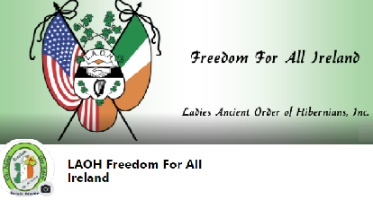 L.A.O.H.
Freedom For All Ireland
Ladies Ancient Order of Hibernians, Inc.
LAOH Freedom For All
Ireland